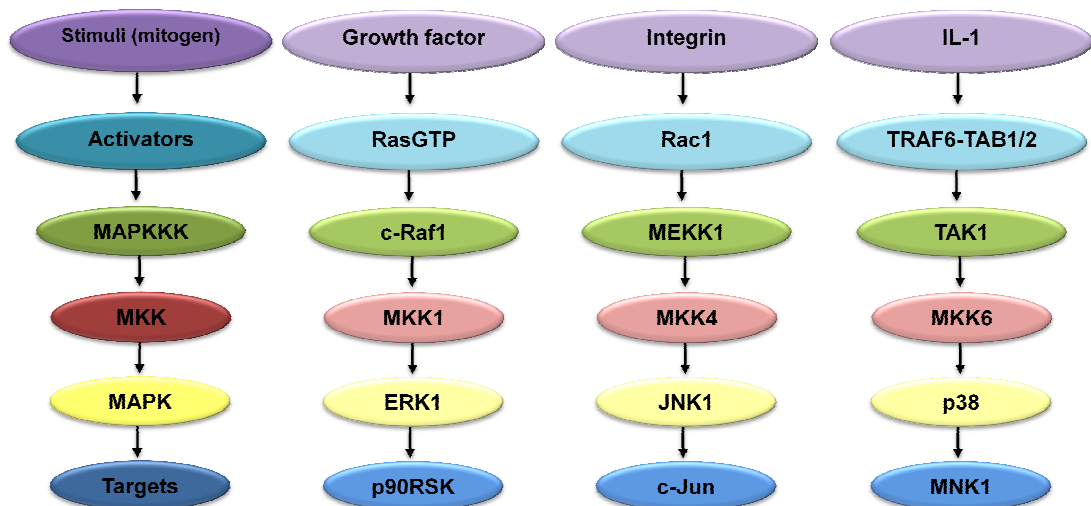 Stimuli (mitogen)
Growth factor
Integrin
IL-1
Activators
RasGTP
Rac1
TRAF6-TAB1/2
MAPKKK
c-Raf1
MEKK1
TAK1
MKK
MKK1
MKK4
MKK6
MAPK
ERK1
JNK1
p38
Targets
p90RSK
c-Jun
MNK1